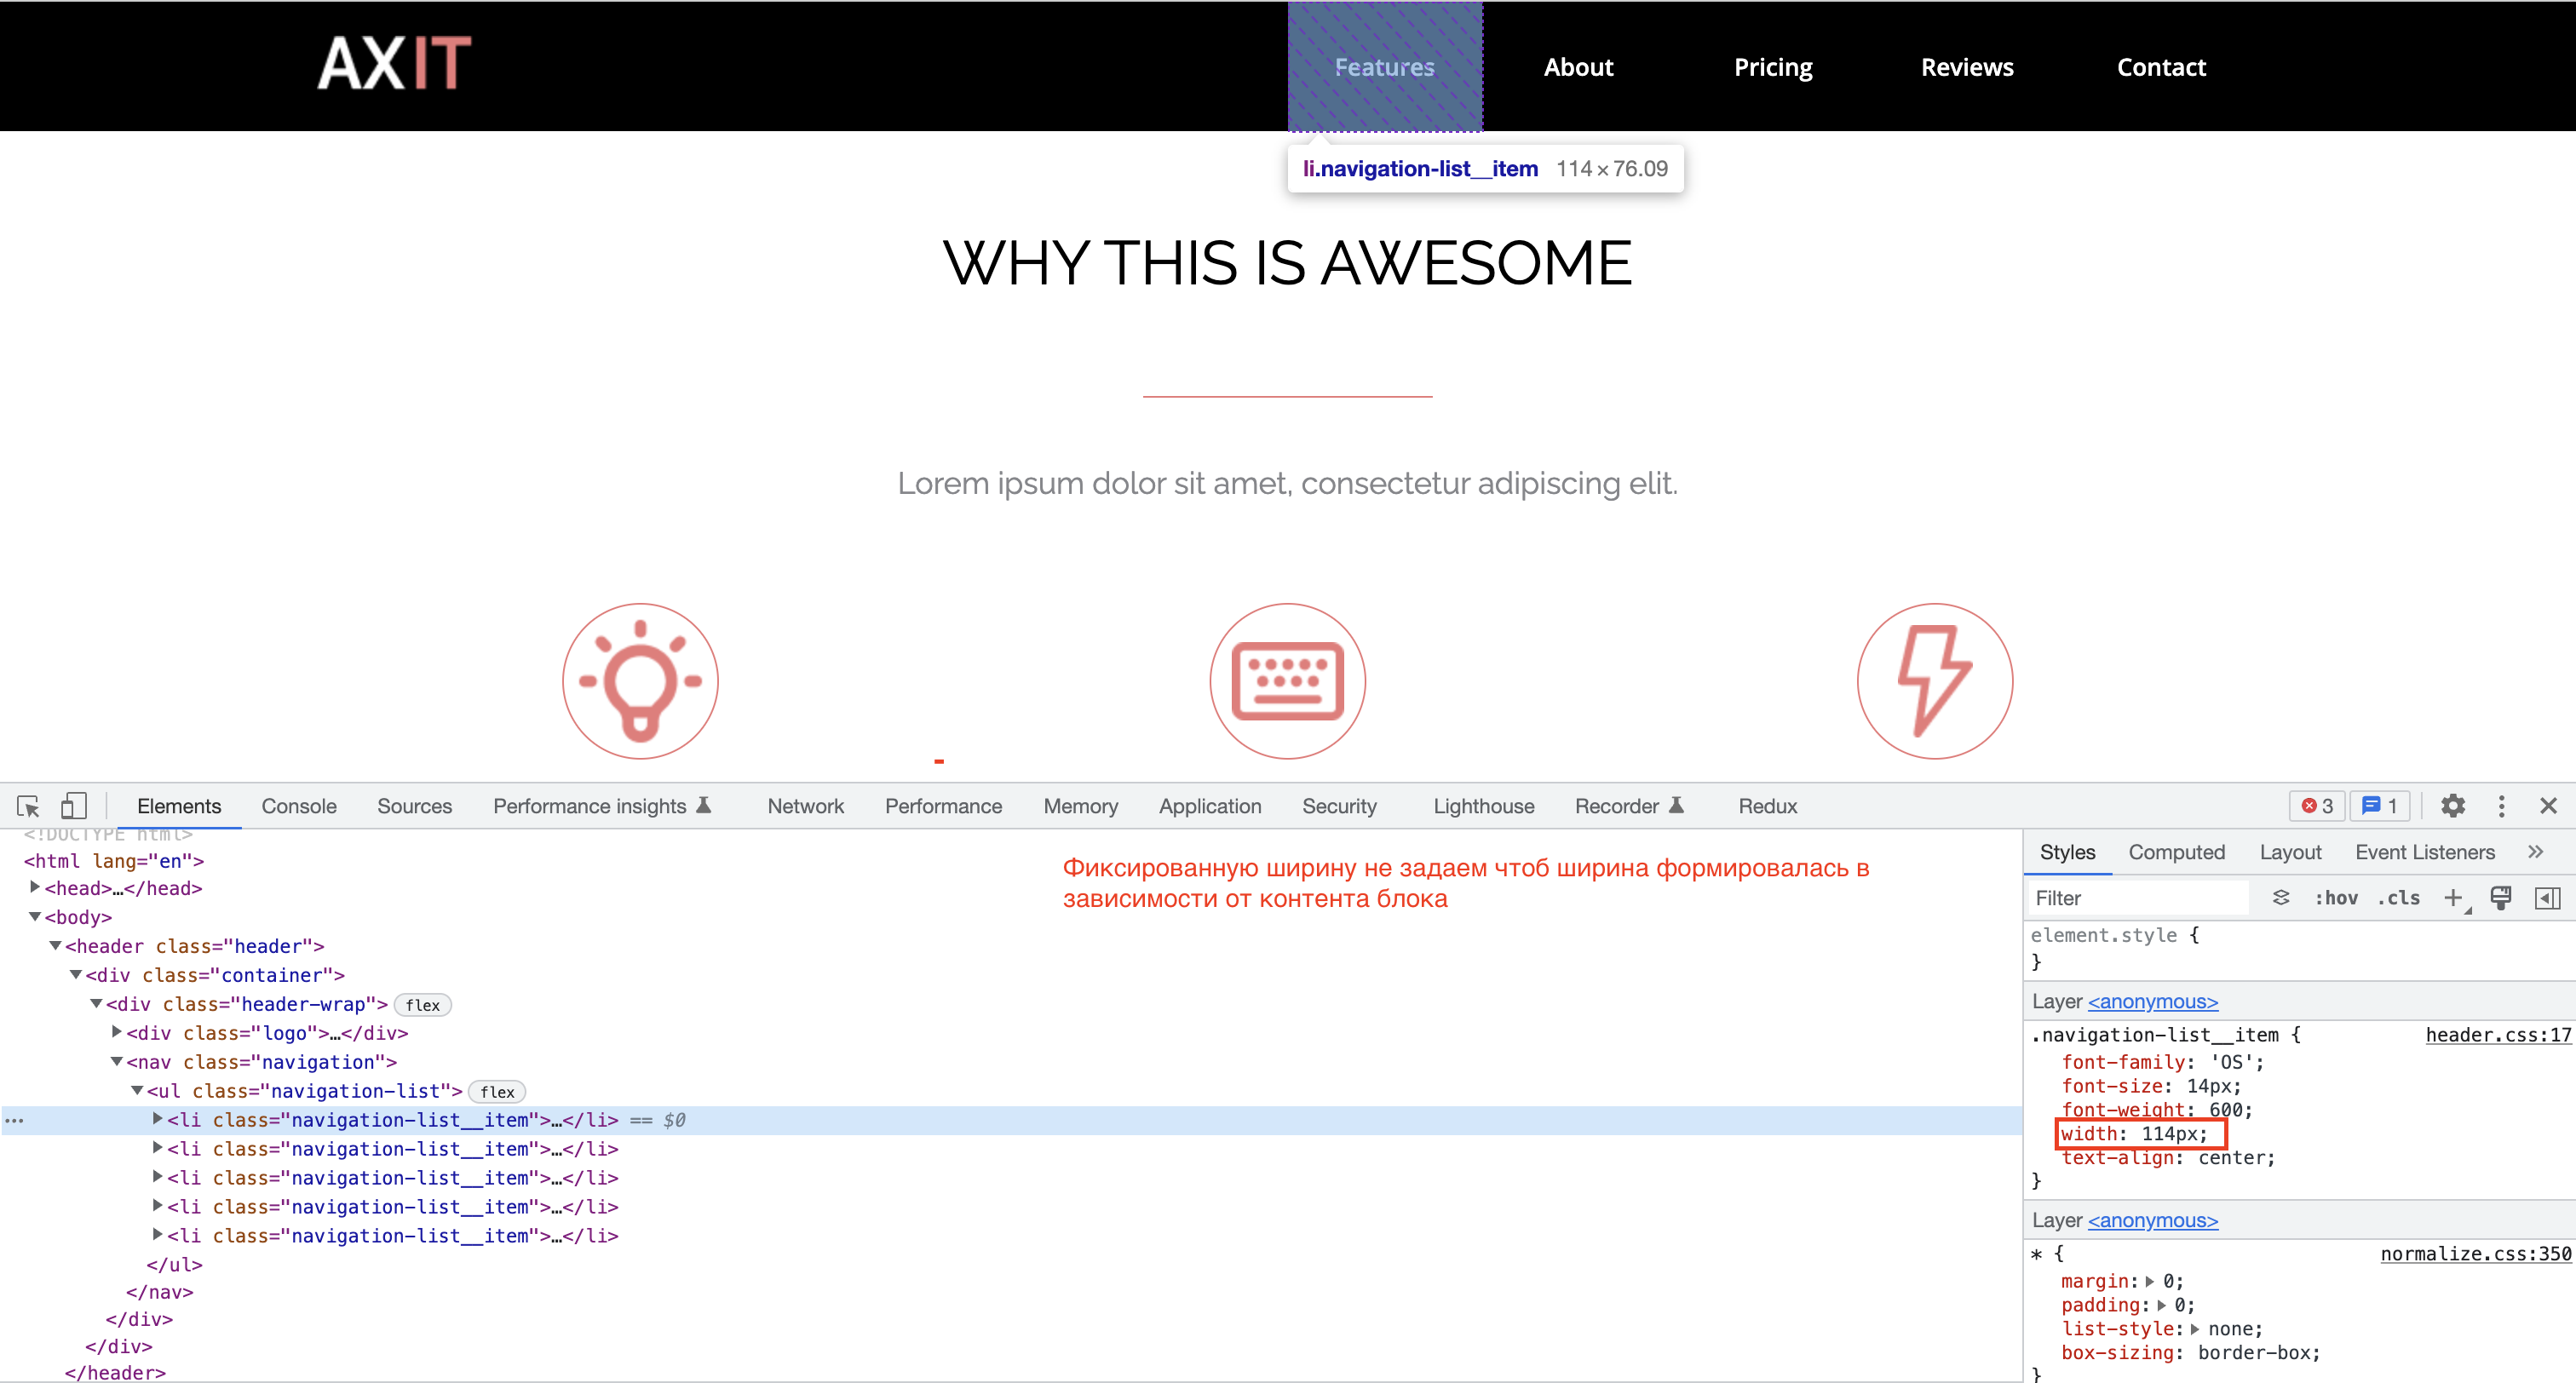 AXIT
Features About Pricing Reviews Contact
li.navigation-list__item 114 × 76.09
WHY THIS IS AWESOME
Lorem ipsum dolor sit amet, consectetur adipiscing elit.
Elements Console Sources Performance insights Network Performance Memory Application Security Lighthouse Recorder Redux 3 1
<!DOCTYPE html>
<html lang="en">
<head>…</head>
<body>
<header class="header">
<div class="container">
<div class="header-wrap"> flex
<div class="logo">…</div>
<nav class="navigation">
<ul class="navigation-list"> flex
<li class="navigation-list__item">…</li> == $0
<li class="navigation-list__item">…</li>
<li class="navigation-list__item">…</li>
<li class="navigation-list__item">…</li>
<li class="navigation-list__item">…</li>
</ul>
</nav>
</div>
</div>
</header>
Фиксированную ширину не задаем чтоб ширина формировалась в
зависимости от контента блока
Styles Computed Layout Event Listeners »
Filter :hov .cls +
element.style {
}
Layer <anonymous>
.navigation-list__item { header.css:17
font-family: 'OS';
font-size: 14px;
font-weight: 600;
width: 114px;
text-align: center;
}
Layer <anonymous>
* { normalize.css:350
margin: 0;
padding: 0;
list-style: none;
box-sizing: border-box;
}